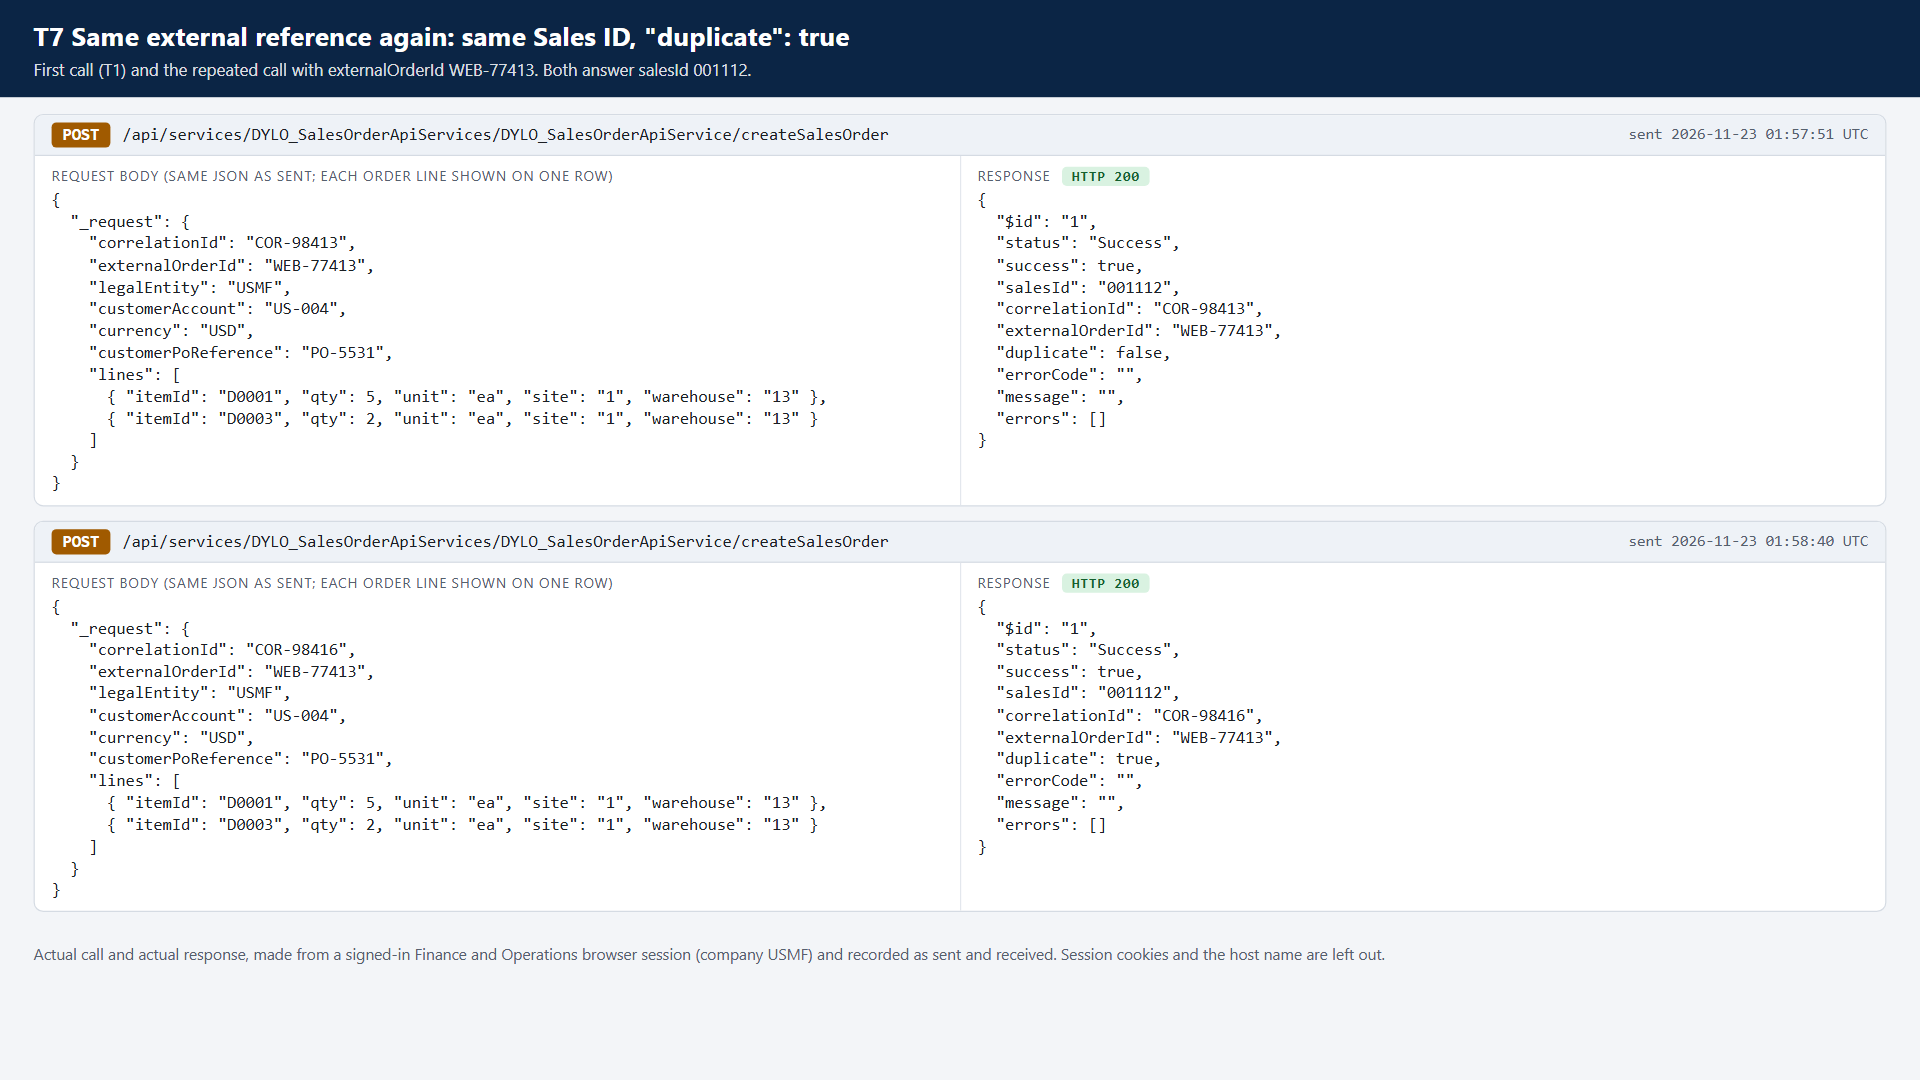 T7 Same external reference again: same Sales ID, "duplicate": true
First call (T1) and the repeated call with externalOrderId WEB-77413. Both answer salesId 001112.
POST /api/services/DYLO_SalesOrderApiServices/DYLO_SalesOrderApiService/createSalesOrder sent 2026-11-23 01:57:51 UTC
REQUEST BODY (SAME JSON AS SENT; EACH ORDER LINE SHOWN ON ONE ROW)
{
"_request": {
"correlationId": "COR-98413",
"externalOrderId": "WEB-77413",
"legalEntity": "USMF",
"customerAccount": "US-004",
"currency": "USD",
"customerPoReference": "PO-5531",
"lines": [
{ "itemId": "D0001", "qty": 5, "unit": "ea", "site": "1", "warehouse": "13" },
{ "itemId": "D0003", "qty": 2, "unit": "ea", "site": "1", "warehouse": "13" }
]
}
}
RESPONSE HTTP 200
{
"$id": "1",
"status": "Success",
"success": true,
"salesId": "001112",
"correlationId": "COR-98413",
"externalOrderId": "WEB-77413",
"duplicate": false,
"errorCode": "",
"message": "",
"errors": []
}
POST /api/services/DYLO_SalesOrderApiServices/DYLO_SalesOrderApiService/createSalesOrder sent 2026-11-23 01:58:40 UTC
REQUEST BODY (SAME JSON AS SENT; EACH ORDER LINE SHOWN ON ONE ROW)
{
"_request": {
"correlationId": "COR-98416",
"externalOrderId": "WEB-77413",
"legalEntity": "USMF",
"customerAccount": "US-004",
"currency": "USD",
"customerPoReference": "PO-5531",
"lines": [
{ "itemId": "D0001", "qty": 5, "unit": "ea", "site": "1", "warehouse": "13" },
{ "itemId": "D0003", "qty": 2, "unit": "ea", "site": "1", "warehouse": "13" }
]
}
}
RESPONSE HTTP 200
{
"$id": "1",
"status": "Success",
"success": true,
"salesId": "001112",
"correlationId": "COR-98416",
"externalOrderId": "WEB-77413",
"duplicate": true,
"errorCode": "",
"message": "",
"errors": []
}
Actual call and actual response, made from a signed-in Finance and Operations browser session (company USMF) and recorded as sent and received. Session cookies and the host name are left out.